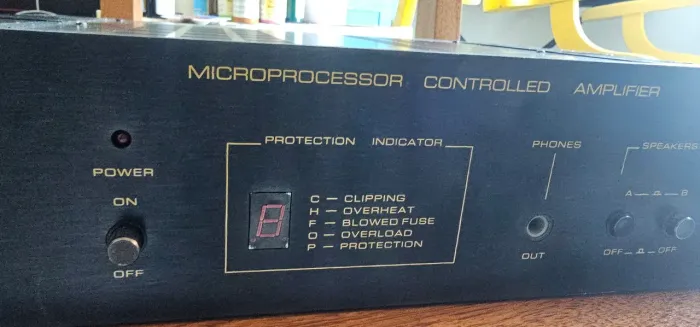 MICROPROCESSOR CONTROLLED AMPLIFIER
PROTECTION INDICATOR
PHONES
SPEAKERS
POWER
ON
OFF
8
C — CLIPPING
H — OVERHEAT
F — BLOWED FUSE
O — OVERLOAD
P — PROTECTION
OUT
A B
OFF OFF